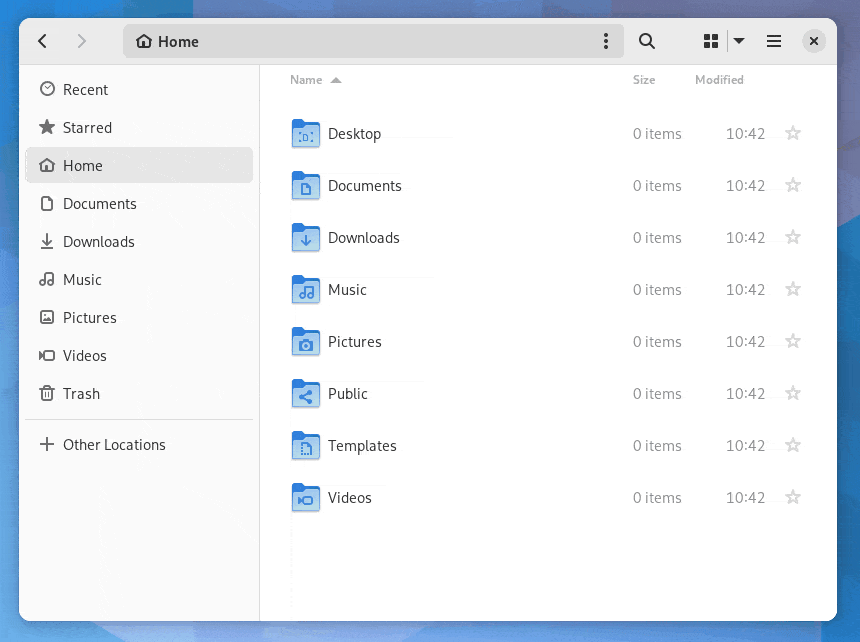 Home
Name Size Modified
Recent
Starred
Home
Documents
Downloads
Music
Pictures
Videos
Trash
Other Locations
Desktop 0 items 10:42
Documents 0 items 10:42
Downloads 0 items 10:42
Music 0 items 10:42
Pictures 0 items 10:42
Public 0 items 10:42
Templates 0 items 10:42
Videos 0 items 10:42